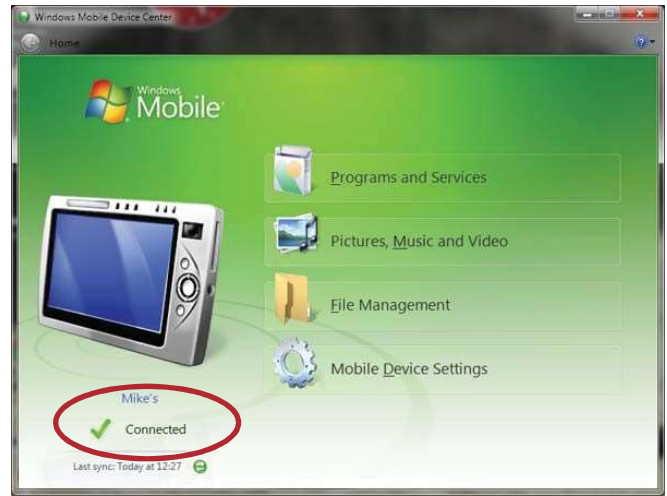 Windows Mobile Device Center
Home
Windows
Mobile
Programs and Services
Pictures, Music and Video
File Management
Mobile Device Settings
Mike's
Connected
Last sync: Today at 12:27